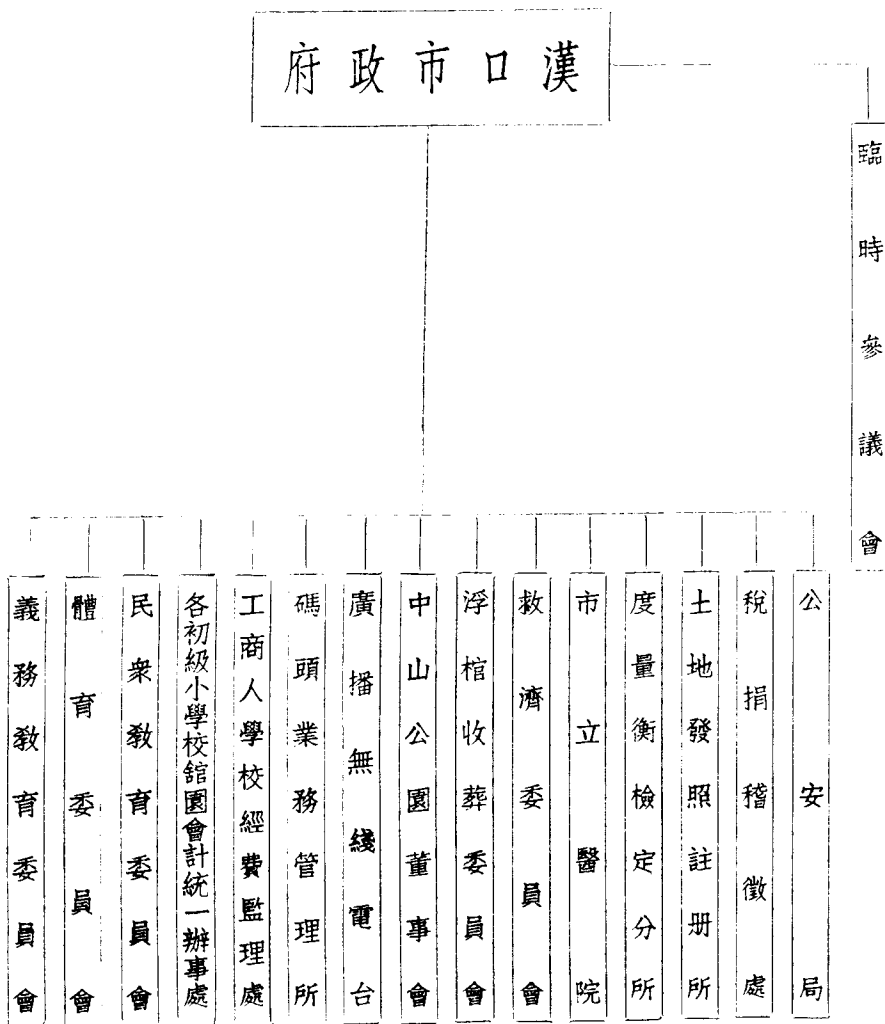 漢口市政府
臨時參議會
公安局
稅捐稽徵處
土地發照註册所
度量衡檢定分所
市立醫院
救濟委員會
浮棺收葬委員會
中山公園董事會
廣播無綫電台
碼頭業務管理所
工商人學校經費監理處
各初級小學校舘園會計統一辦事處
民衆敎育委員會
體育委員會
義務敎育委員會